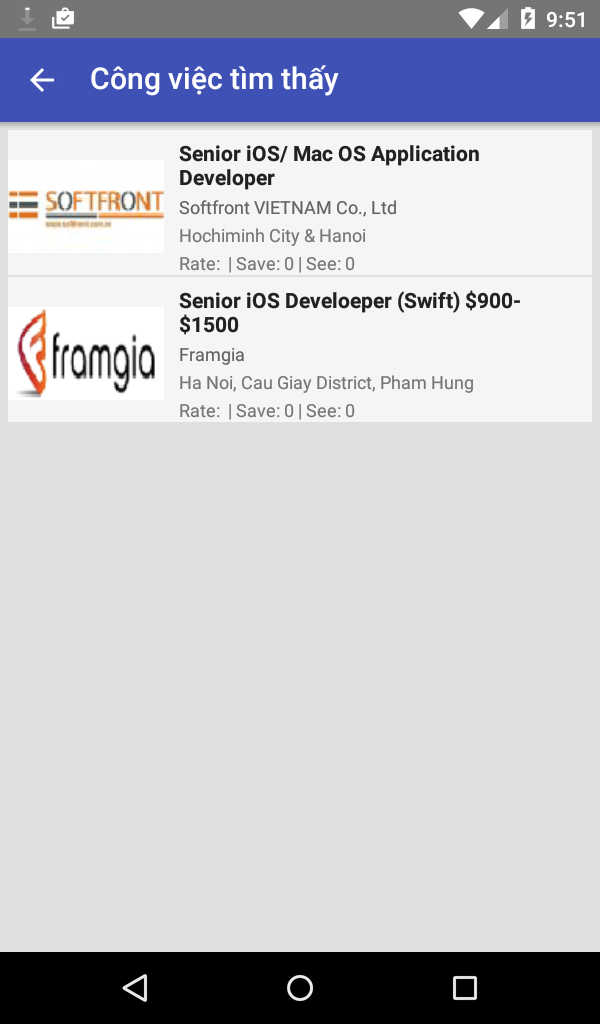 9:51
Công việc tìm thấy
Senior iOS/ Mac OS Application
Developer
SOFTFRONT
Softfront VIETNAM Co., Ltd
Hochiminh City & Hanoi
Rate:  | Save: 0 | See: 0
Senior iOS Develoeper (Swift) $900-
$1500
framgia
Framgia
Ha Noi, Cau Giay District, Pham Hung
Rate:  | Save: 0 | See: 0